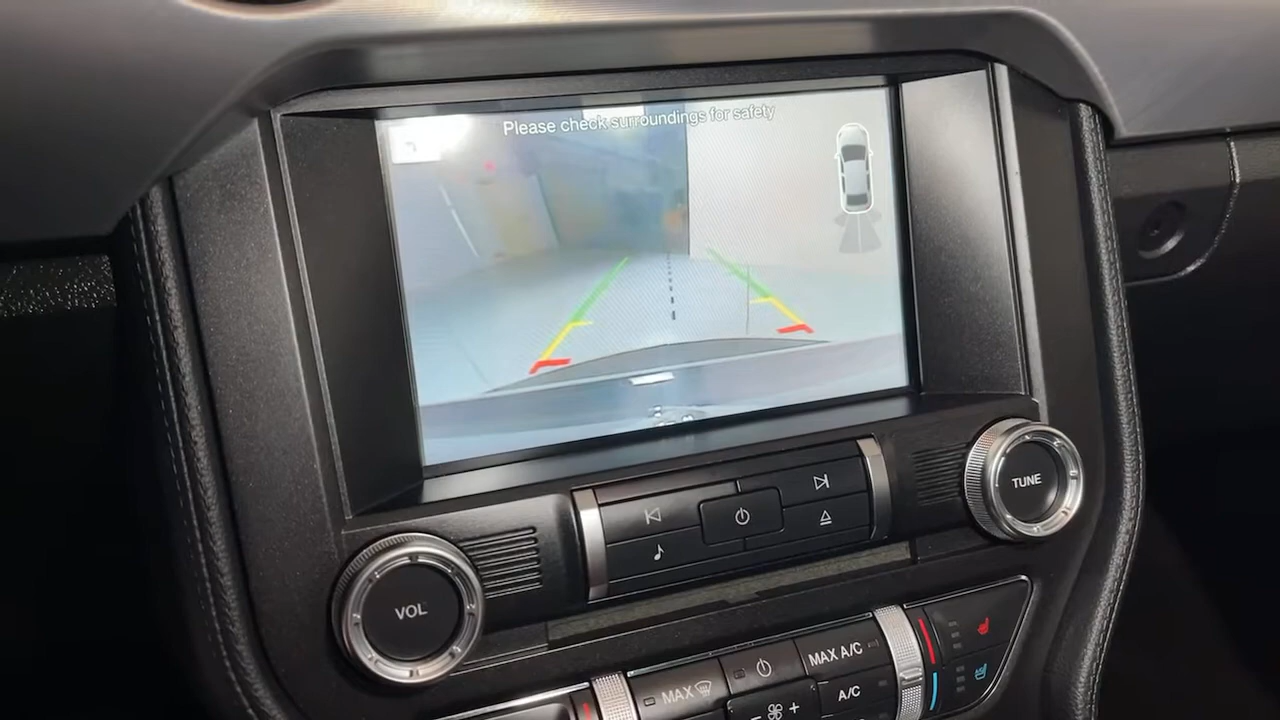 Please check surroundings for safety
TUNE
VOL
MAX A/C
MAX
A/C